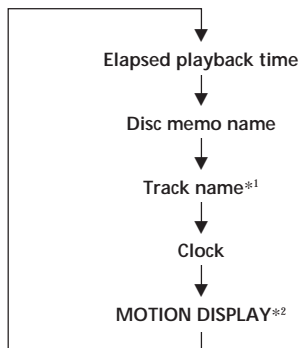 Elapsed playback time
Disc memo name
Track name*1
Clock
MOTION DISPLAY*2